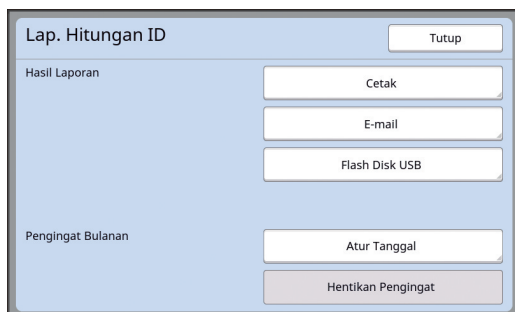 Lap. Hitungan ID
Tutup
Hasil Laporan
Cetak
E-mail
Flash Disk USB
Pengingat Bulanan
Atur Tanggal
Hentikan Pengingat